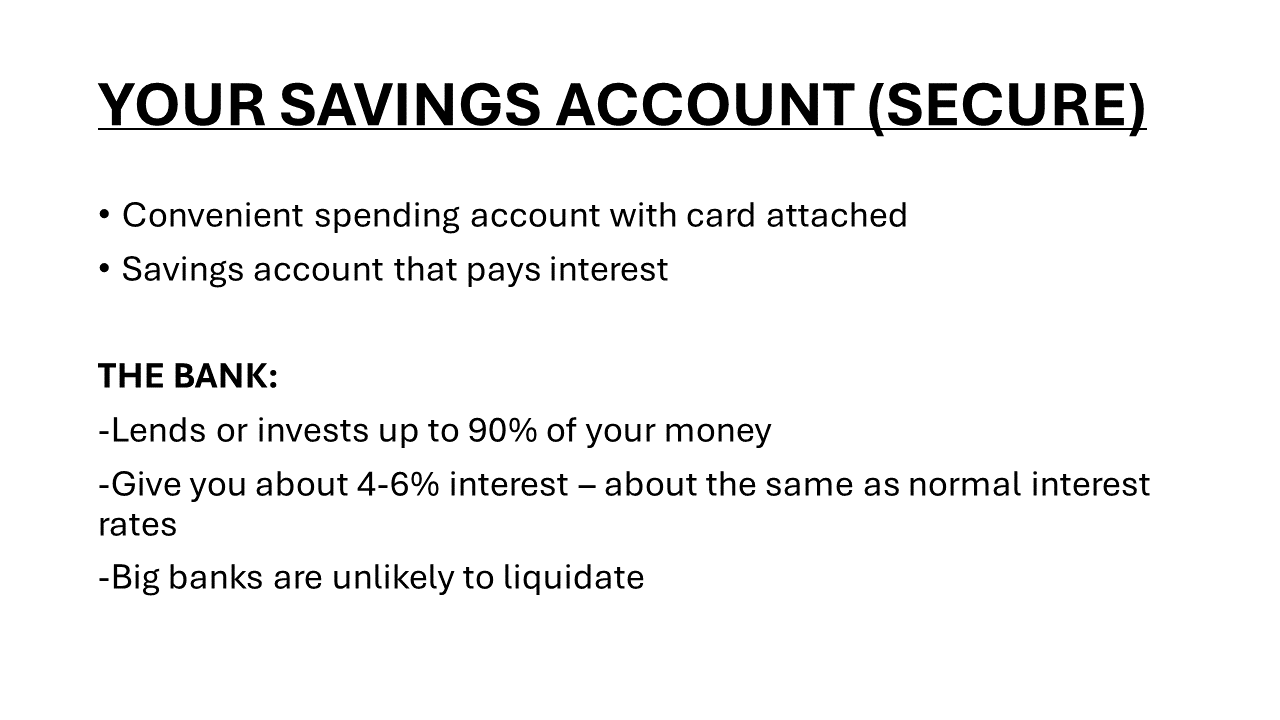 YOUR SAVINGS ACCOUNT (SECURE)
• Convenient spending account with card attached
• Savings account that pays interest
THE BANK:
-Lends or invests up to 90% of your money
-Give you about 4-6% interest – about the same as normal interest
rates
-Big banks are unlikely to liquidate